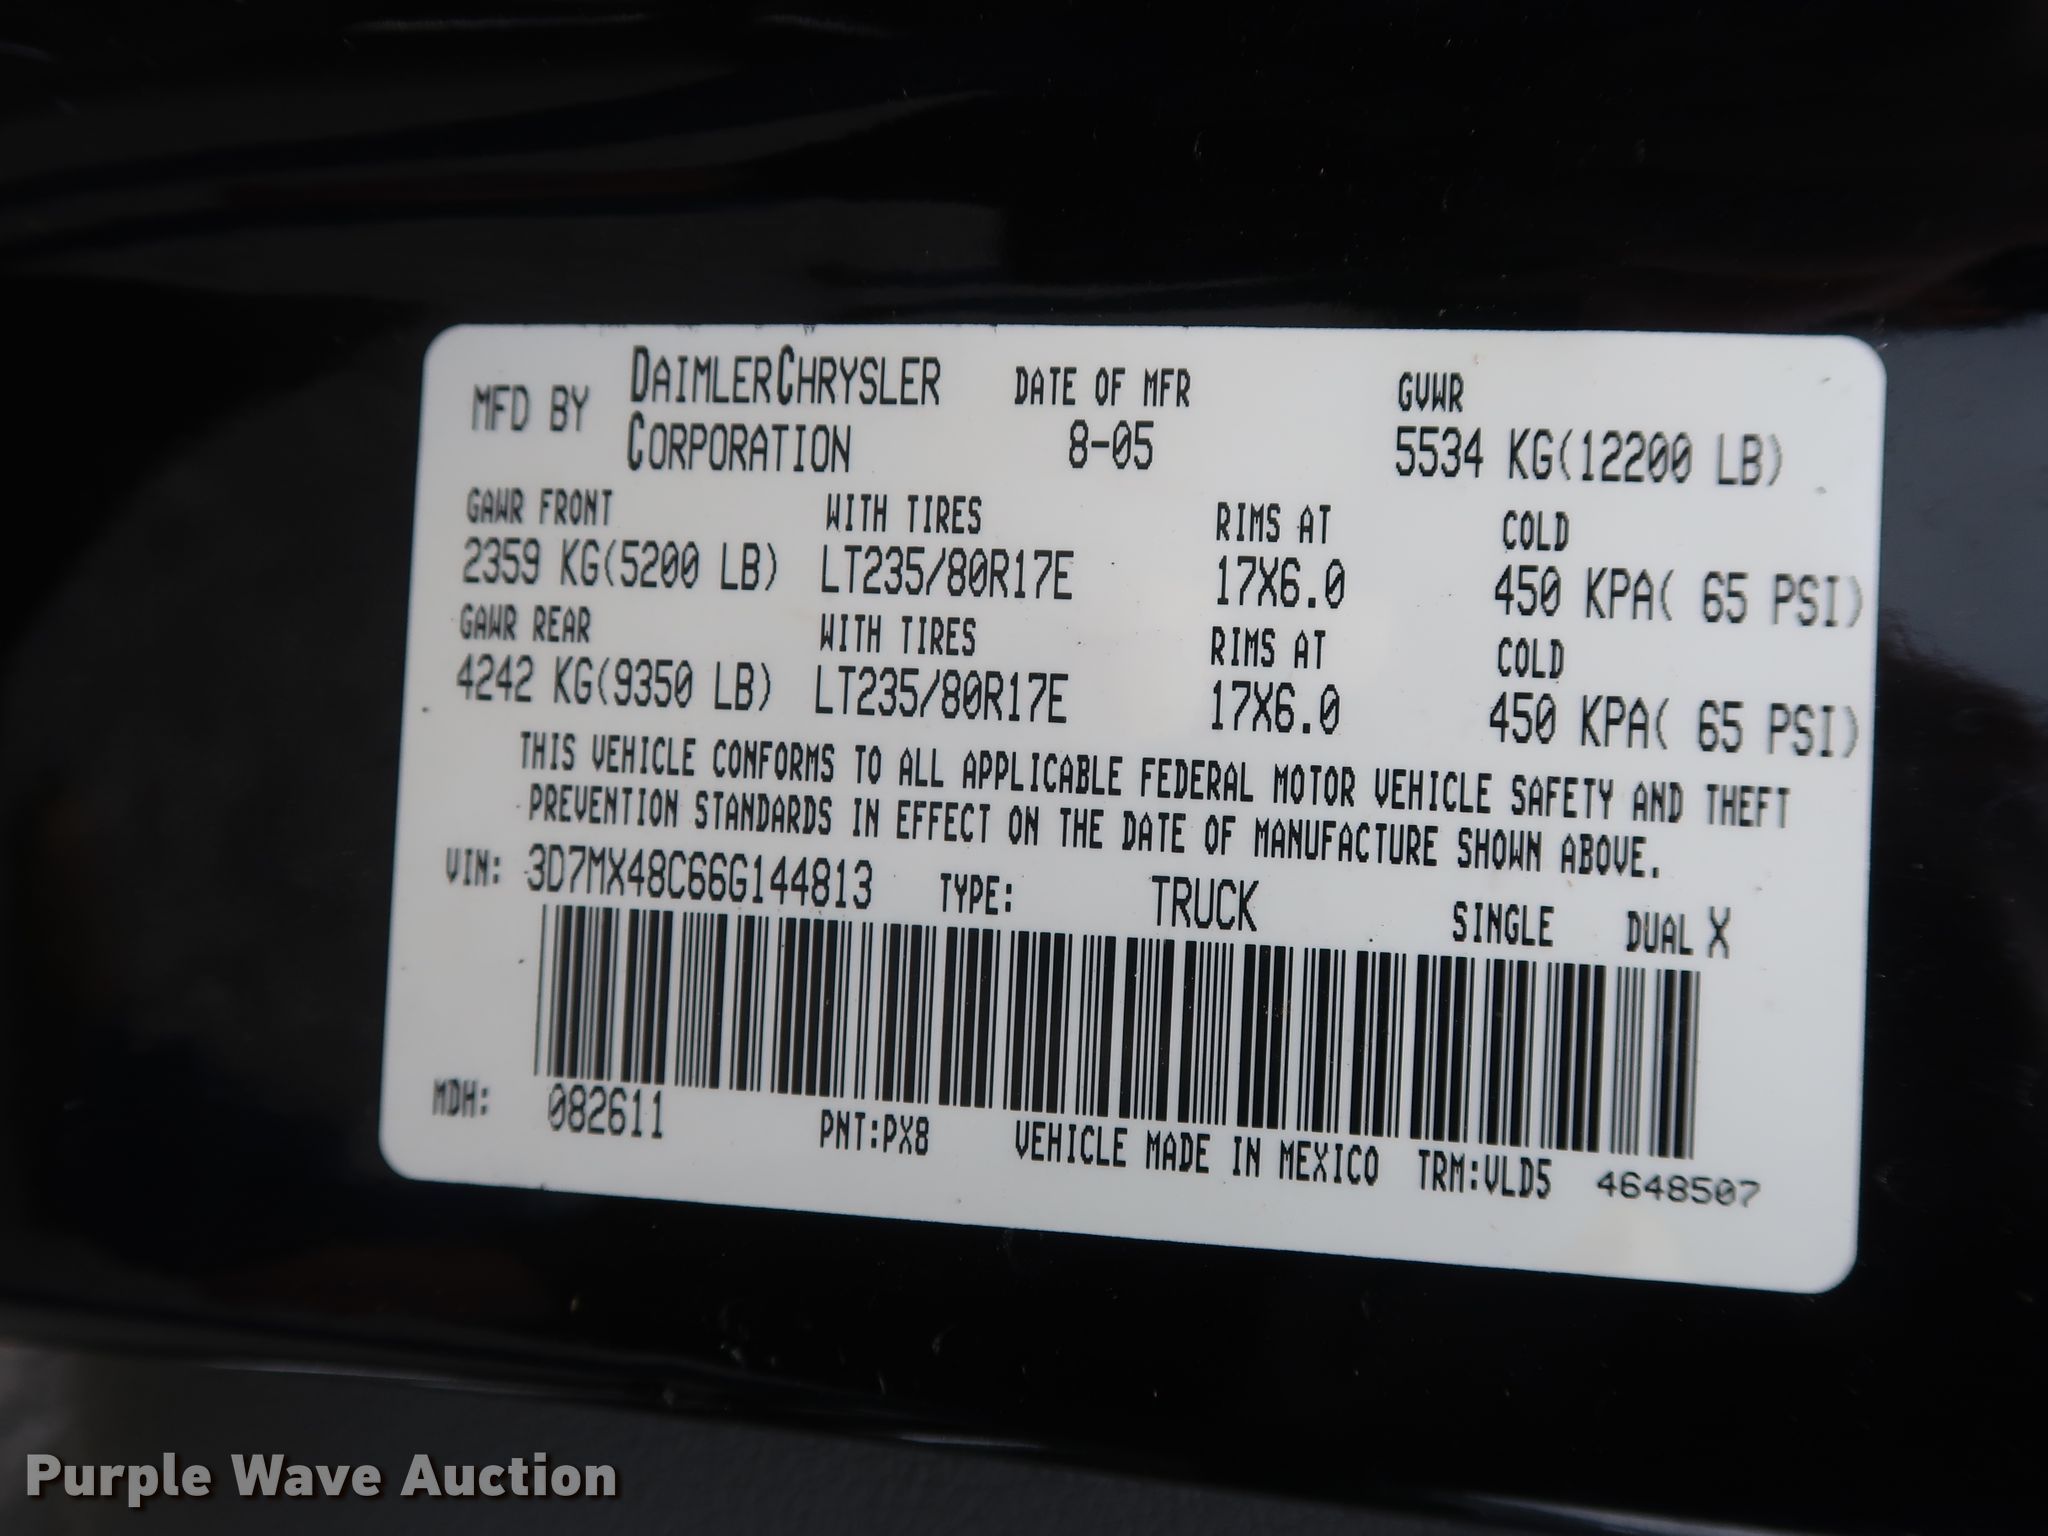 MFD BY DAIMLERCHRYSLER CORPORATION DATE OF MFR 8-05 GVWR 5534 KG(12200 LB)
GAWR FRONT WITH TIRES RIMS AT COLD
2359 KG(5200 LB) LT235/80R17E 17X6.0 450 KPA( 65 PSI)
GAWR REAR WITH TIRES RIMS AT COLD
4242 KG(9350 LB) LT235/80R17E 17X6.0 450 KPA( 65 PSI)
THIS VEHICLE CONFORMS TO ALL APPLICABLE FEDERAL MOTOR VEHICLE SAFETY AND THEFT
PREVENTION STANDARDS IN EFFECT ON THE DATE OF MANUFACTURE SHOWN ABOVE.
VIN: 3D7MX48C66G144813 TYPE: TRUCK SINGLE DUAL X
MDH: 082611 PNT:PX8 VEHICLE MADE IN MEXICO TRM:VLD5 4648507
Purple Wave Auction